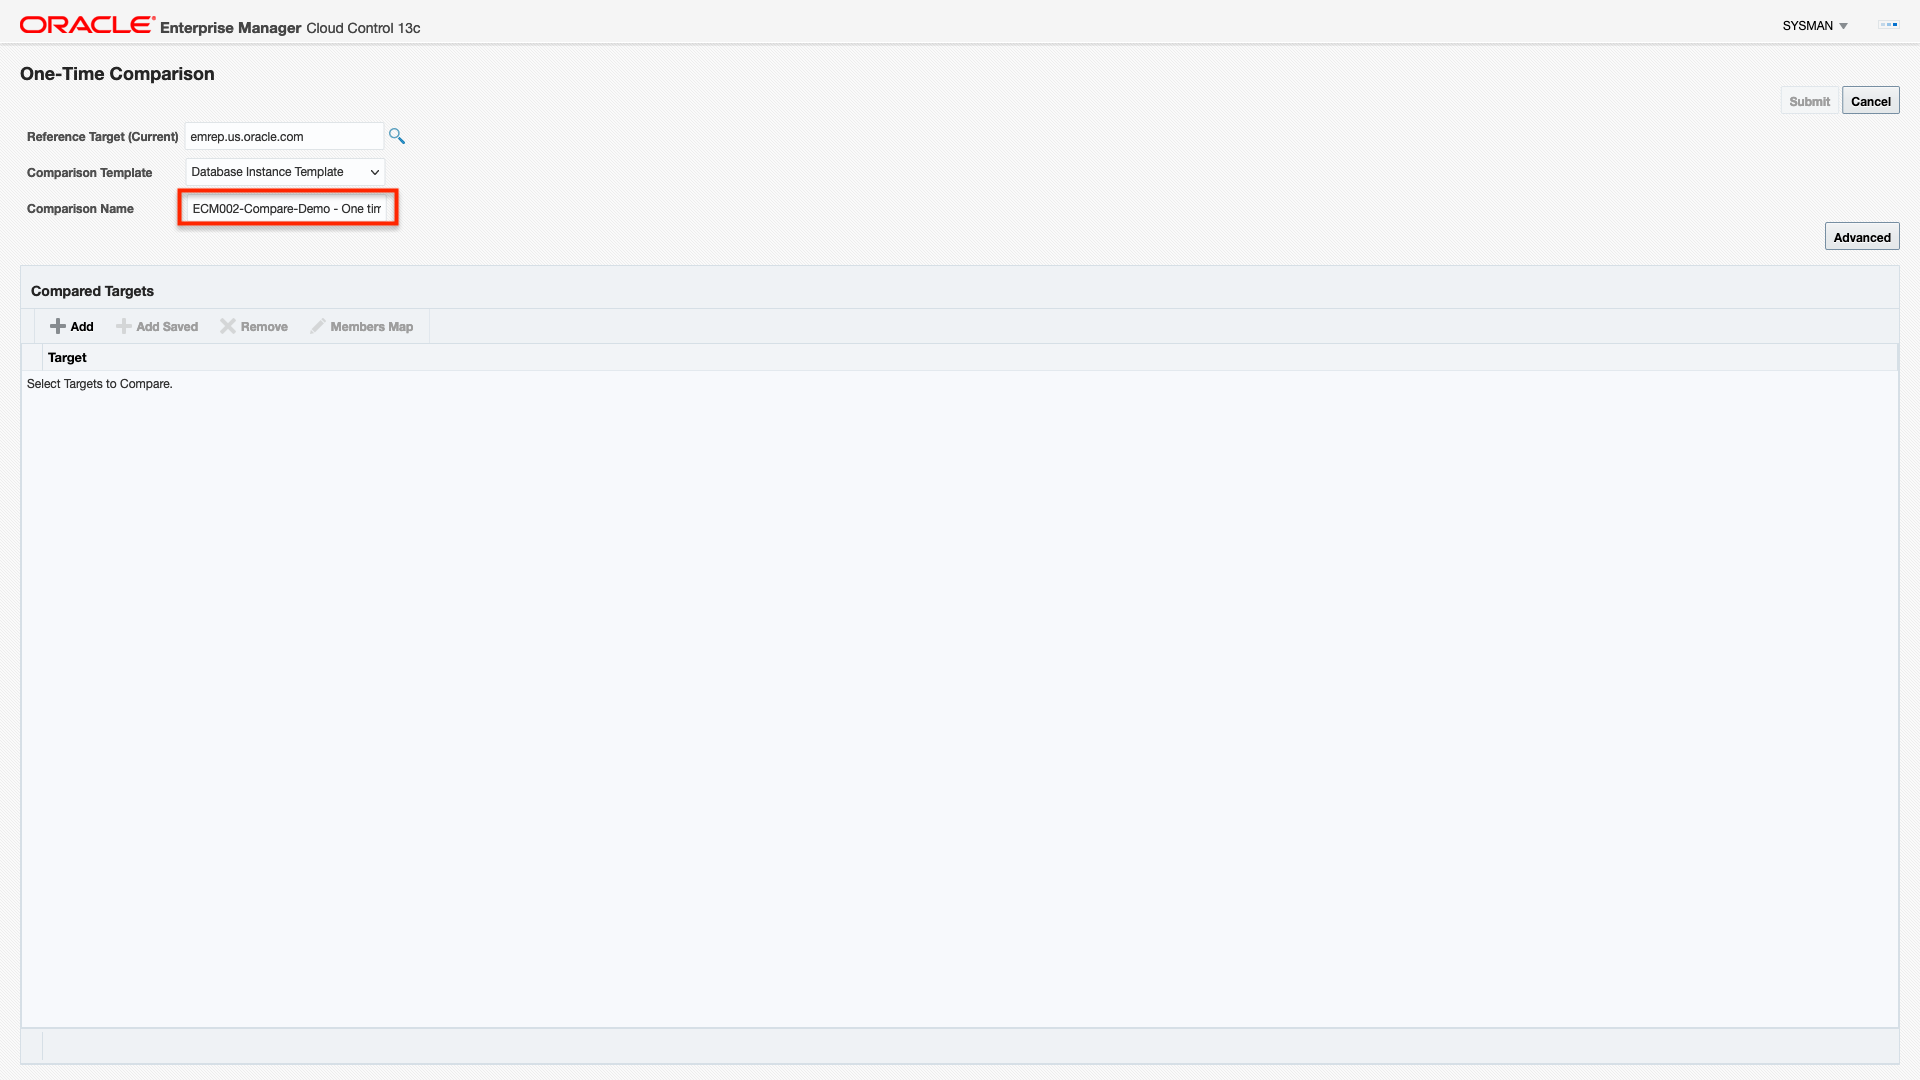 ORACLE Enterprise Manager Cloud Control 13c
SYSMAN
One-Time Comparison
Submit Cancel
Reference Target (Current) emrep.us.oracle.com
Comparison Template Database Instance Template
Comparison Name ECM002-Compare-Demo - One
Advanced
Compared Targets
Add Add Saved Remove Members Map
Target
Select Targets to Compare.